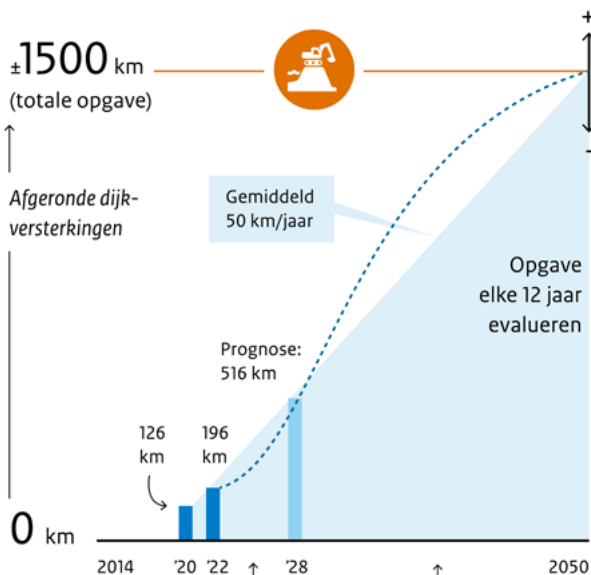 ±1500 km
(totale opgave)
+
-
Afgeronde dijk-
versterkingen
Gemiddeld
50 km/jaar
Opgave
elke 12 jaar
evalueren
Prognose:
516 km
126
km
196
km
0 km
2014 '20 '22 '28 2050